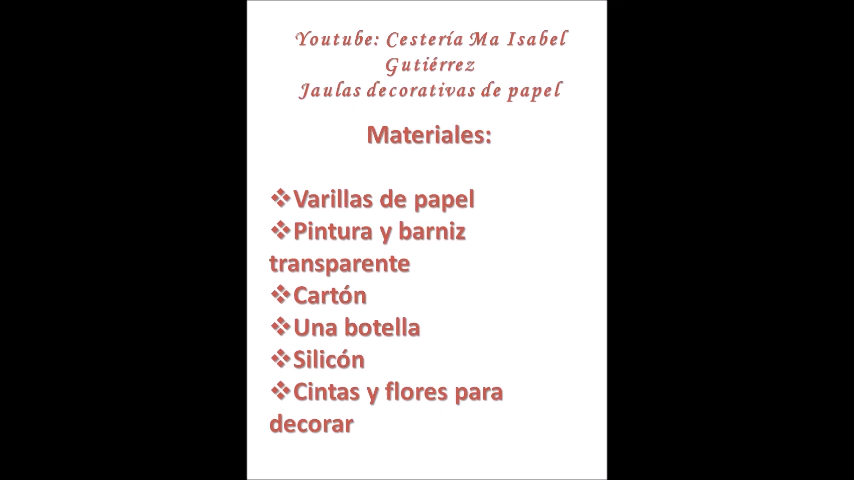 Youtube: Cestería Ma Isabel
Gutiérrez
Jaulas decorativas de papel
Materiales:
❖Varillas de papel
❖Pintura y barniz
transparente
❖Cartón
❖Una botella
❖Silicón
❖Cintas y flores para
decorar